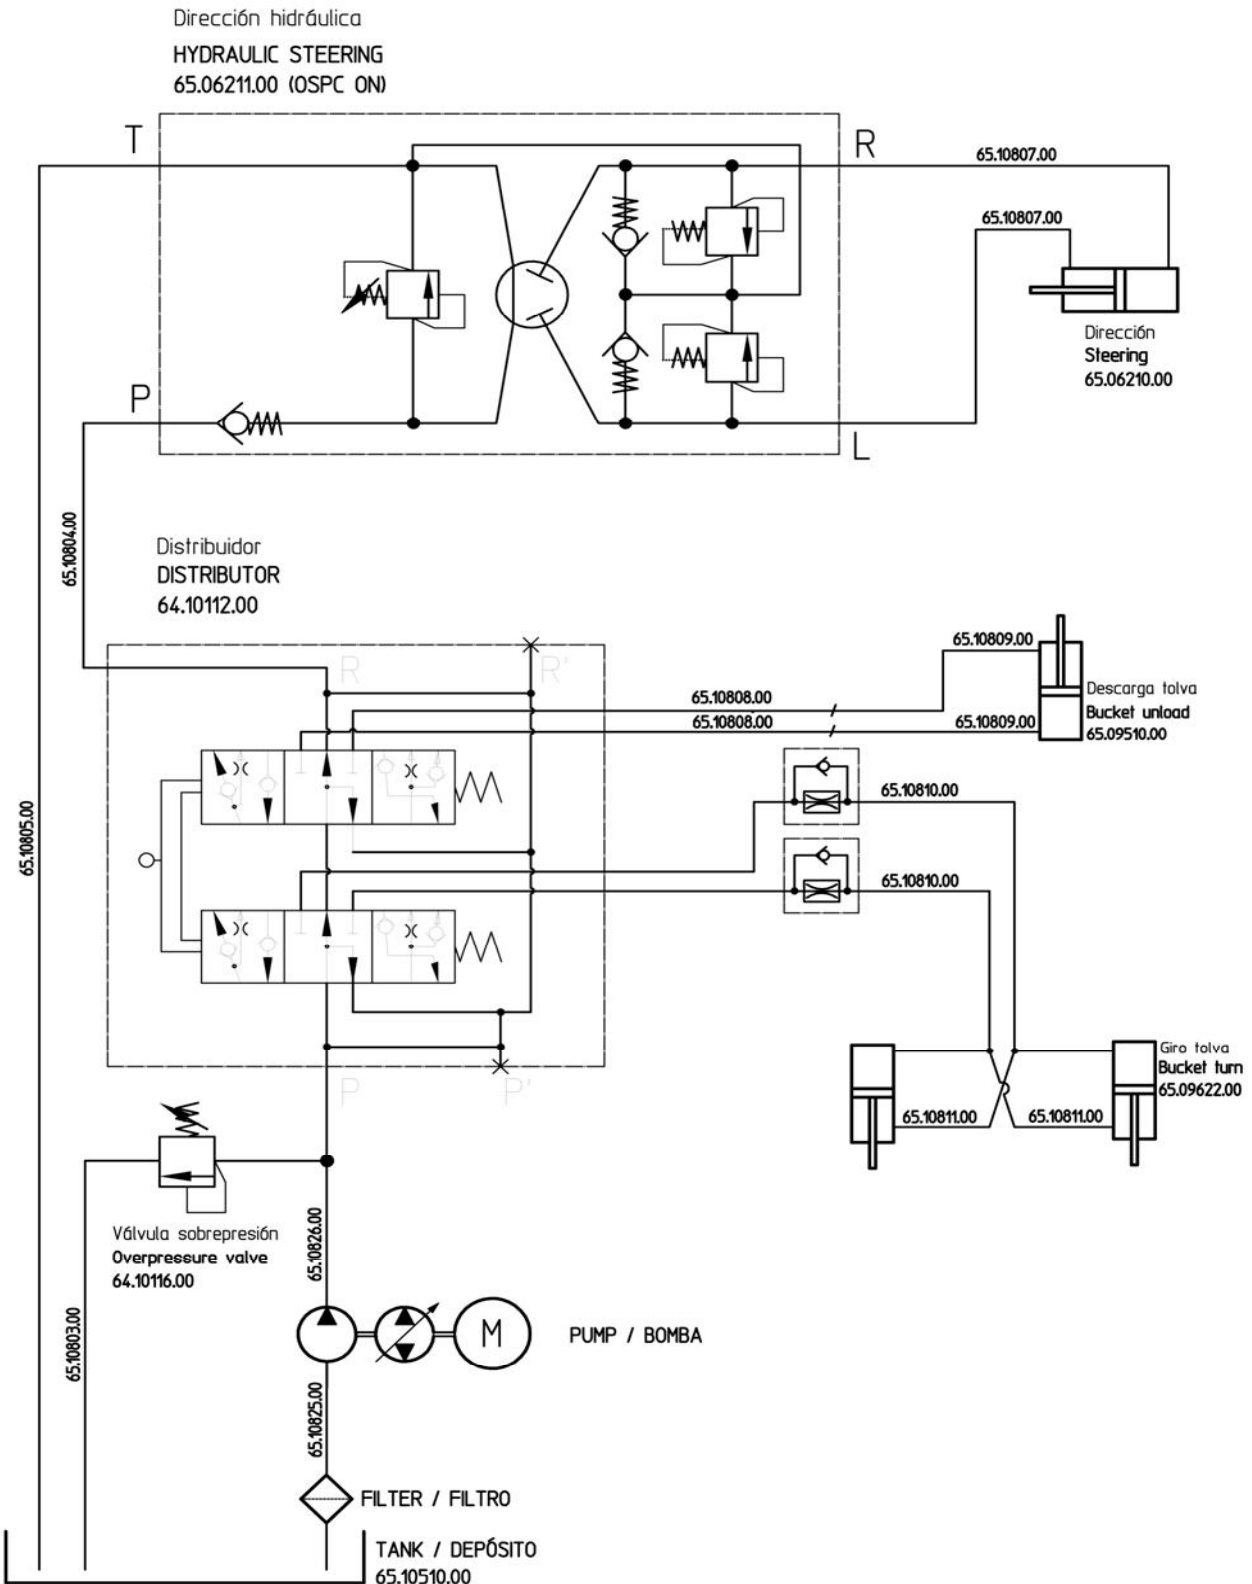 Dirección hidráulica
HYDRAULIC STEERING
65.06211.00 (OSPC ON)
T
R
65.10807.00
65.10807.00
Dirección
Steering
65.06210.00
P
L
65.10804.00
Distribuidor
DISTRIBUTOR
64.10112.00
R
R'
65.10809.00
65.10808.00
65.10808.00
65.10809.00
Descarga tolva
Bucket unload
65.09510.00
65.10805.00
65.10810.00
65.10810.00
Giro tolva
Bucket turn
65.09622.00
65.10811.00
65.10811.00
P
P'
Válvula sobrepresión
Overpressure valve
64.10116.00
65.10826.00
65.10803.00
M
PUMP / BOMBA
65.10825.00
FILTER / FILTRO
TANK / DEPÓSITO
65.10510.00